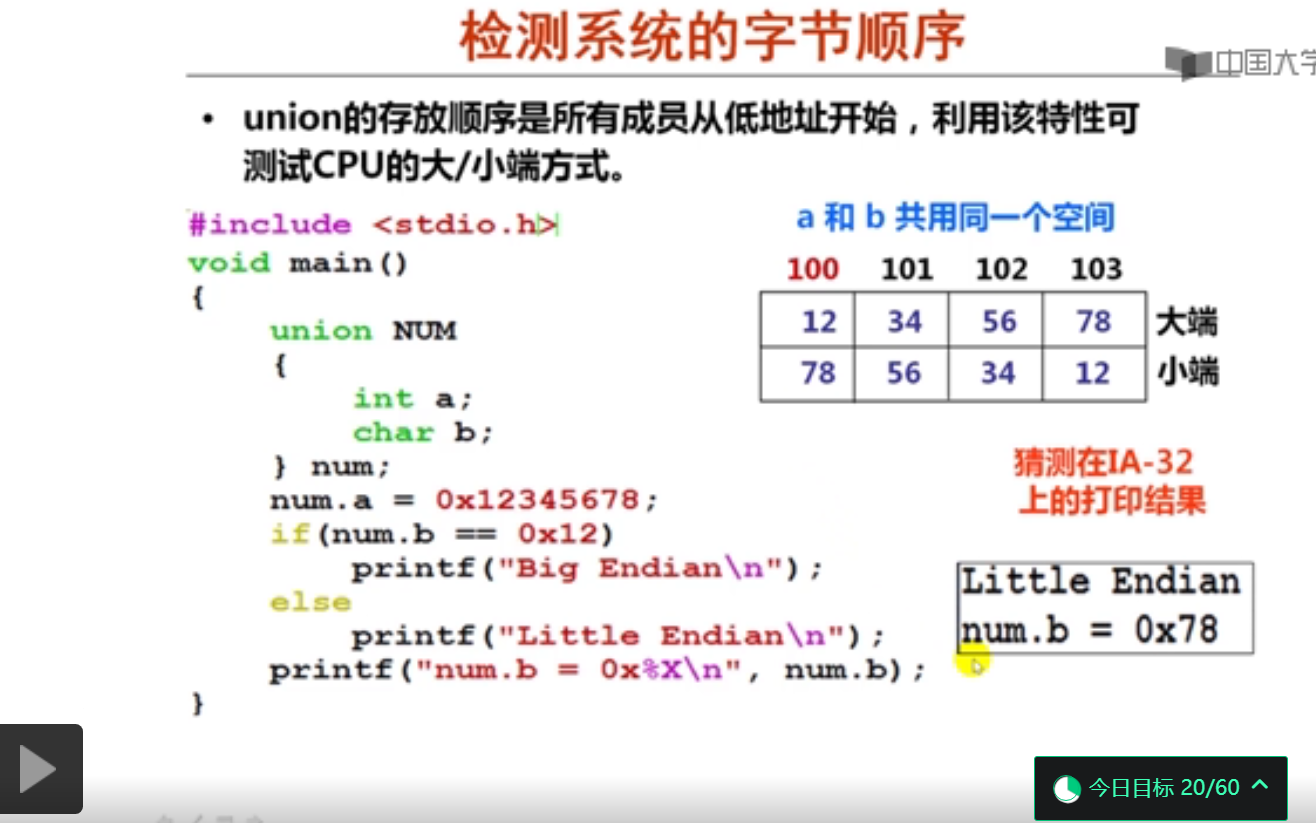 检测系统的字节顺序
中国大学
• union的存放顺序是所有成员从低地址开始，利用该特性可
测试CPU的大/小端方式。
#include <stdio.h>
void main()
{
union NUM
{
int a;
char b;
} num;
num.a = 0x12345678;
if(num.b == 0x12)
printf("Big Endian\n");
else
printf("Little Endian\n");
printf("num.b = 0x%X\n", num.b);
}
a 和 b 共用同一个空间
100 101 102 103
12 34 56 78 大端
78 56 34 12 小端
猜测在IA-32
上的打印结果
Little Endian
num.b = 0x78
今日目标 20/60